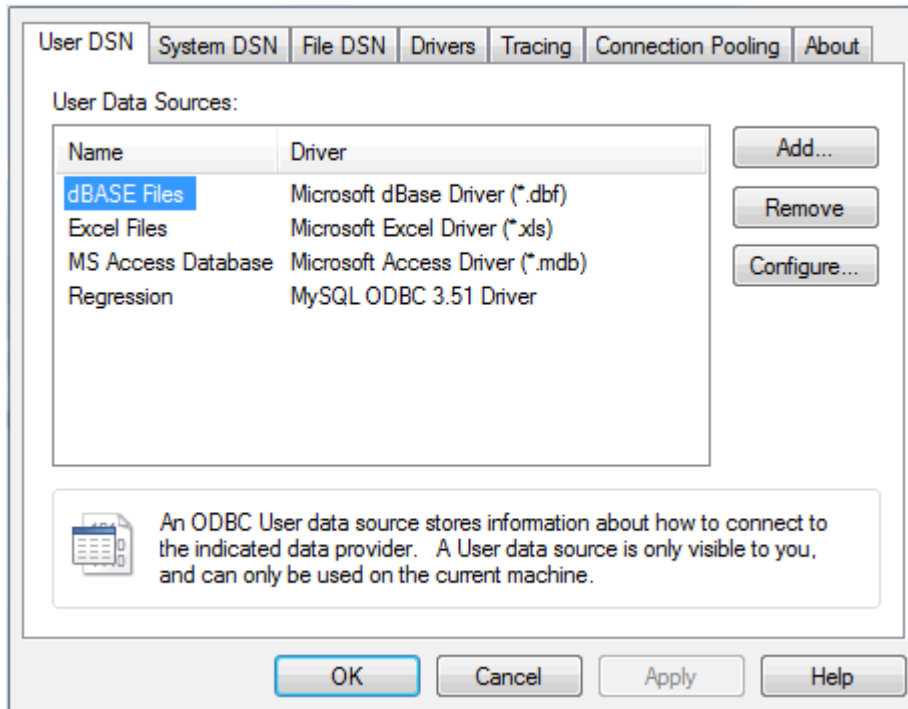 User DSN System DSN File DSN Drivers Tracing Connection Pooling About
User Data Sources:
Name Driver
dBASE Files Microsoft dBase Driver (*.dbf)
Excel Files Microsoft Excel Driver (*.xls)
MS Access Database Microsoft Access Driver (*.mdb)
Regression MySQL ODBC 3.51 Driver
Add...
Remove
Configure...
An ODBC User data source stores information about how to connect to
the indicated data provider. A User data source is only visible to you,
and can only be used on the current machine.
OK Cancel Apply Help